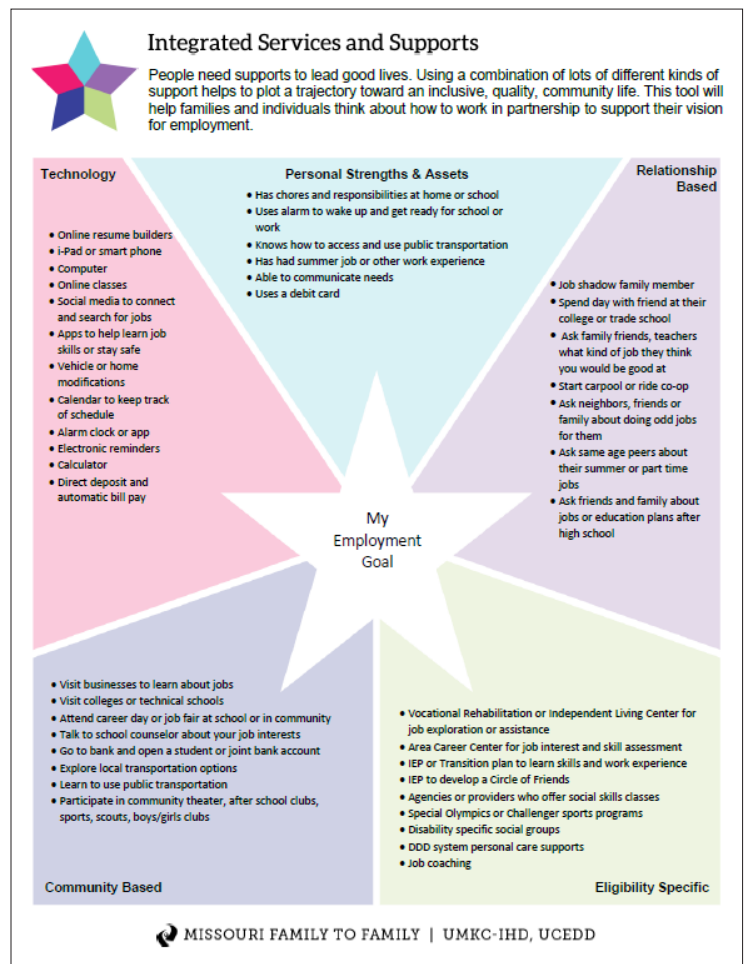 Integrated Services and Supports
People need supports to lead good lives. Using a combination of lots of different kinds of
support helps to plot a trajectory toward an inclusive, quality, community life. This tool will
help families and individuals think about how to work in partnership to support their vision
for employment.
Technology
• Online resume builders
• i-Pad or smart phone
• Computer
• Online classes
• Social media to connect
and search for jobs
• Apps to help learn job
skills or stay safe
• Vehicle or home
modifications
• Calendar to keep track
of schedule
• Alarm clock or app
• Electronic reminders
• Calculator
• Direct deposit and
automatic bill pay
Personal Strengths & Assets
• Has chores and responsibilities at home or school
• Uses alarm to wake up and get ready for school or
work
• Knows how to access and use public transportation
• Has had summer job or other work experience
• Able to communicate needs
• Uses a debit card
Relationship
Based
• Job shadow family member
• Spend day with friend at their
college or trade school
• Ask family friends, teachers
what kind of job they think
you would be good at
• Start carpool or ride co-op
• Ask neighbors, friends or
family about doing odd jobs
for them
• Ask same age peers about
their summer or part time
jobs
• Ask friends and family about
jobs or education plans after
high school
My
Employment
Goal
• Visit businesses to learn about jobs
• Visit colleges or technical schools
• Attend career day or job fair at school or in community
• Talk to school counselor about your job interests
• Go to bank and open a student or joint bank account
• Explore local transportation options
• Learn to use public transportation
• Participate in community theater, after school clubs,
sports, scouts, boys/girls clubs
Community Based
• Vocational Rehabilitation or Independent Living Center for
job exploration or assistance
• Area Career Center for job interest and skill assessment
• IEP or Transition plan to learn skills and work experience
• IEP to develop a Circle of Friends
• Agencies or providers who offer social skills classes
• Special Olympics or Challenger sports programs
• Disability specific social groups
• DDD system personal care supports
• Job coaching
Eligibility Specific
MISSOURI FAMILY TO FAMILY | UMKC-IHD, UCEDD